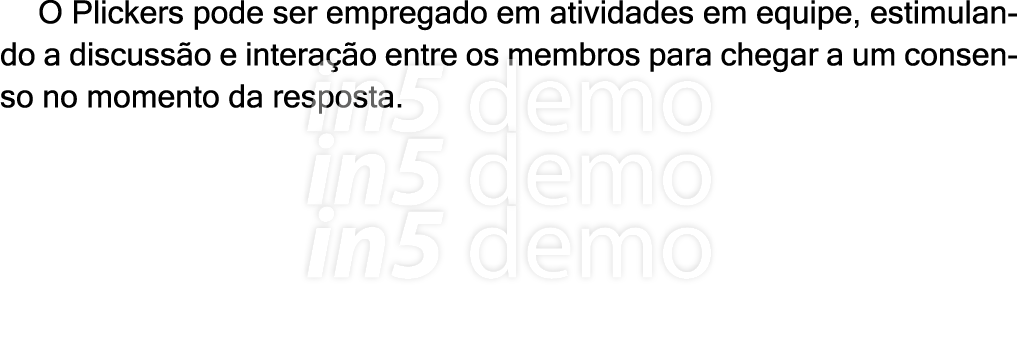 O Plickers pode ser empregado em atividades em equipe, estimulan-
do a discussão e interação entre os membros para chegar a um consen-
so no momento da resposta.
in5 demo
in5 demo
in5 demo